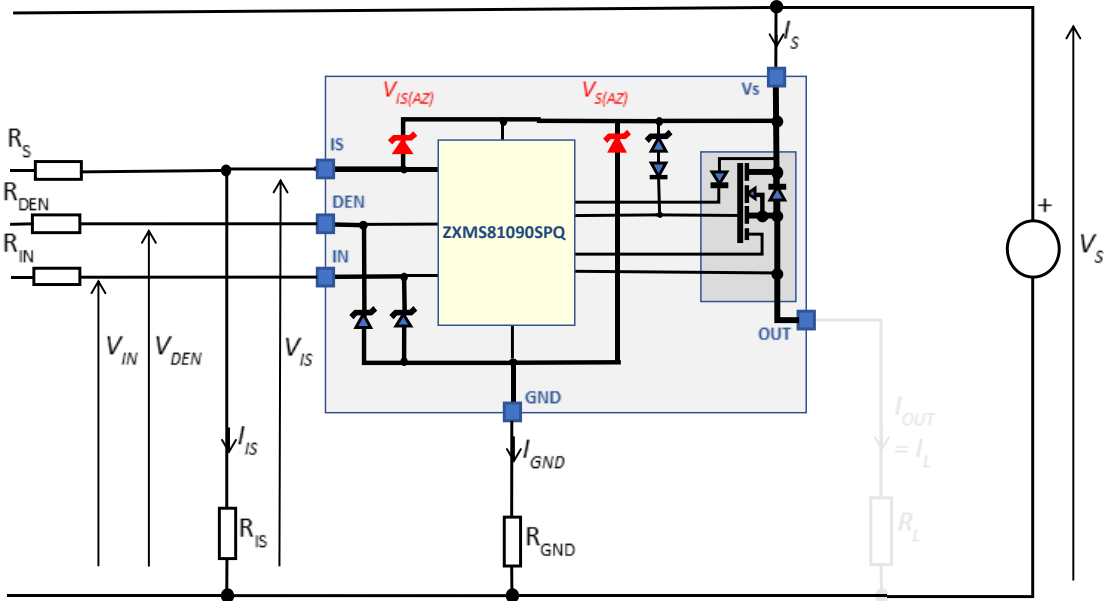 I_S
Vs
V_IS(AZ)
V_S(AZ)
R_S
IS
R_DEN
DEN
+
R_IN
ZXMS81090SPQ
V_S
IN
OUT
V_IN
V_DEN
V_IS
GND
I_OUT
= I_L
I_IS
I_GND
R_IS
R_GND
R_L